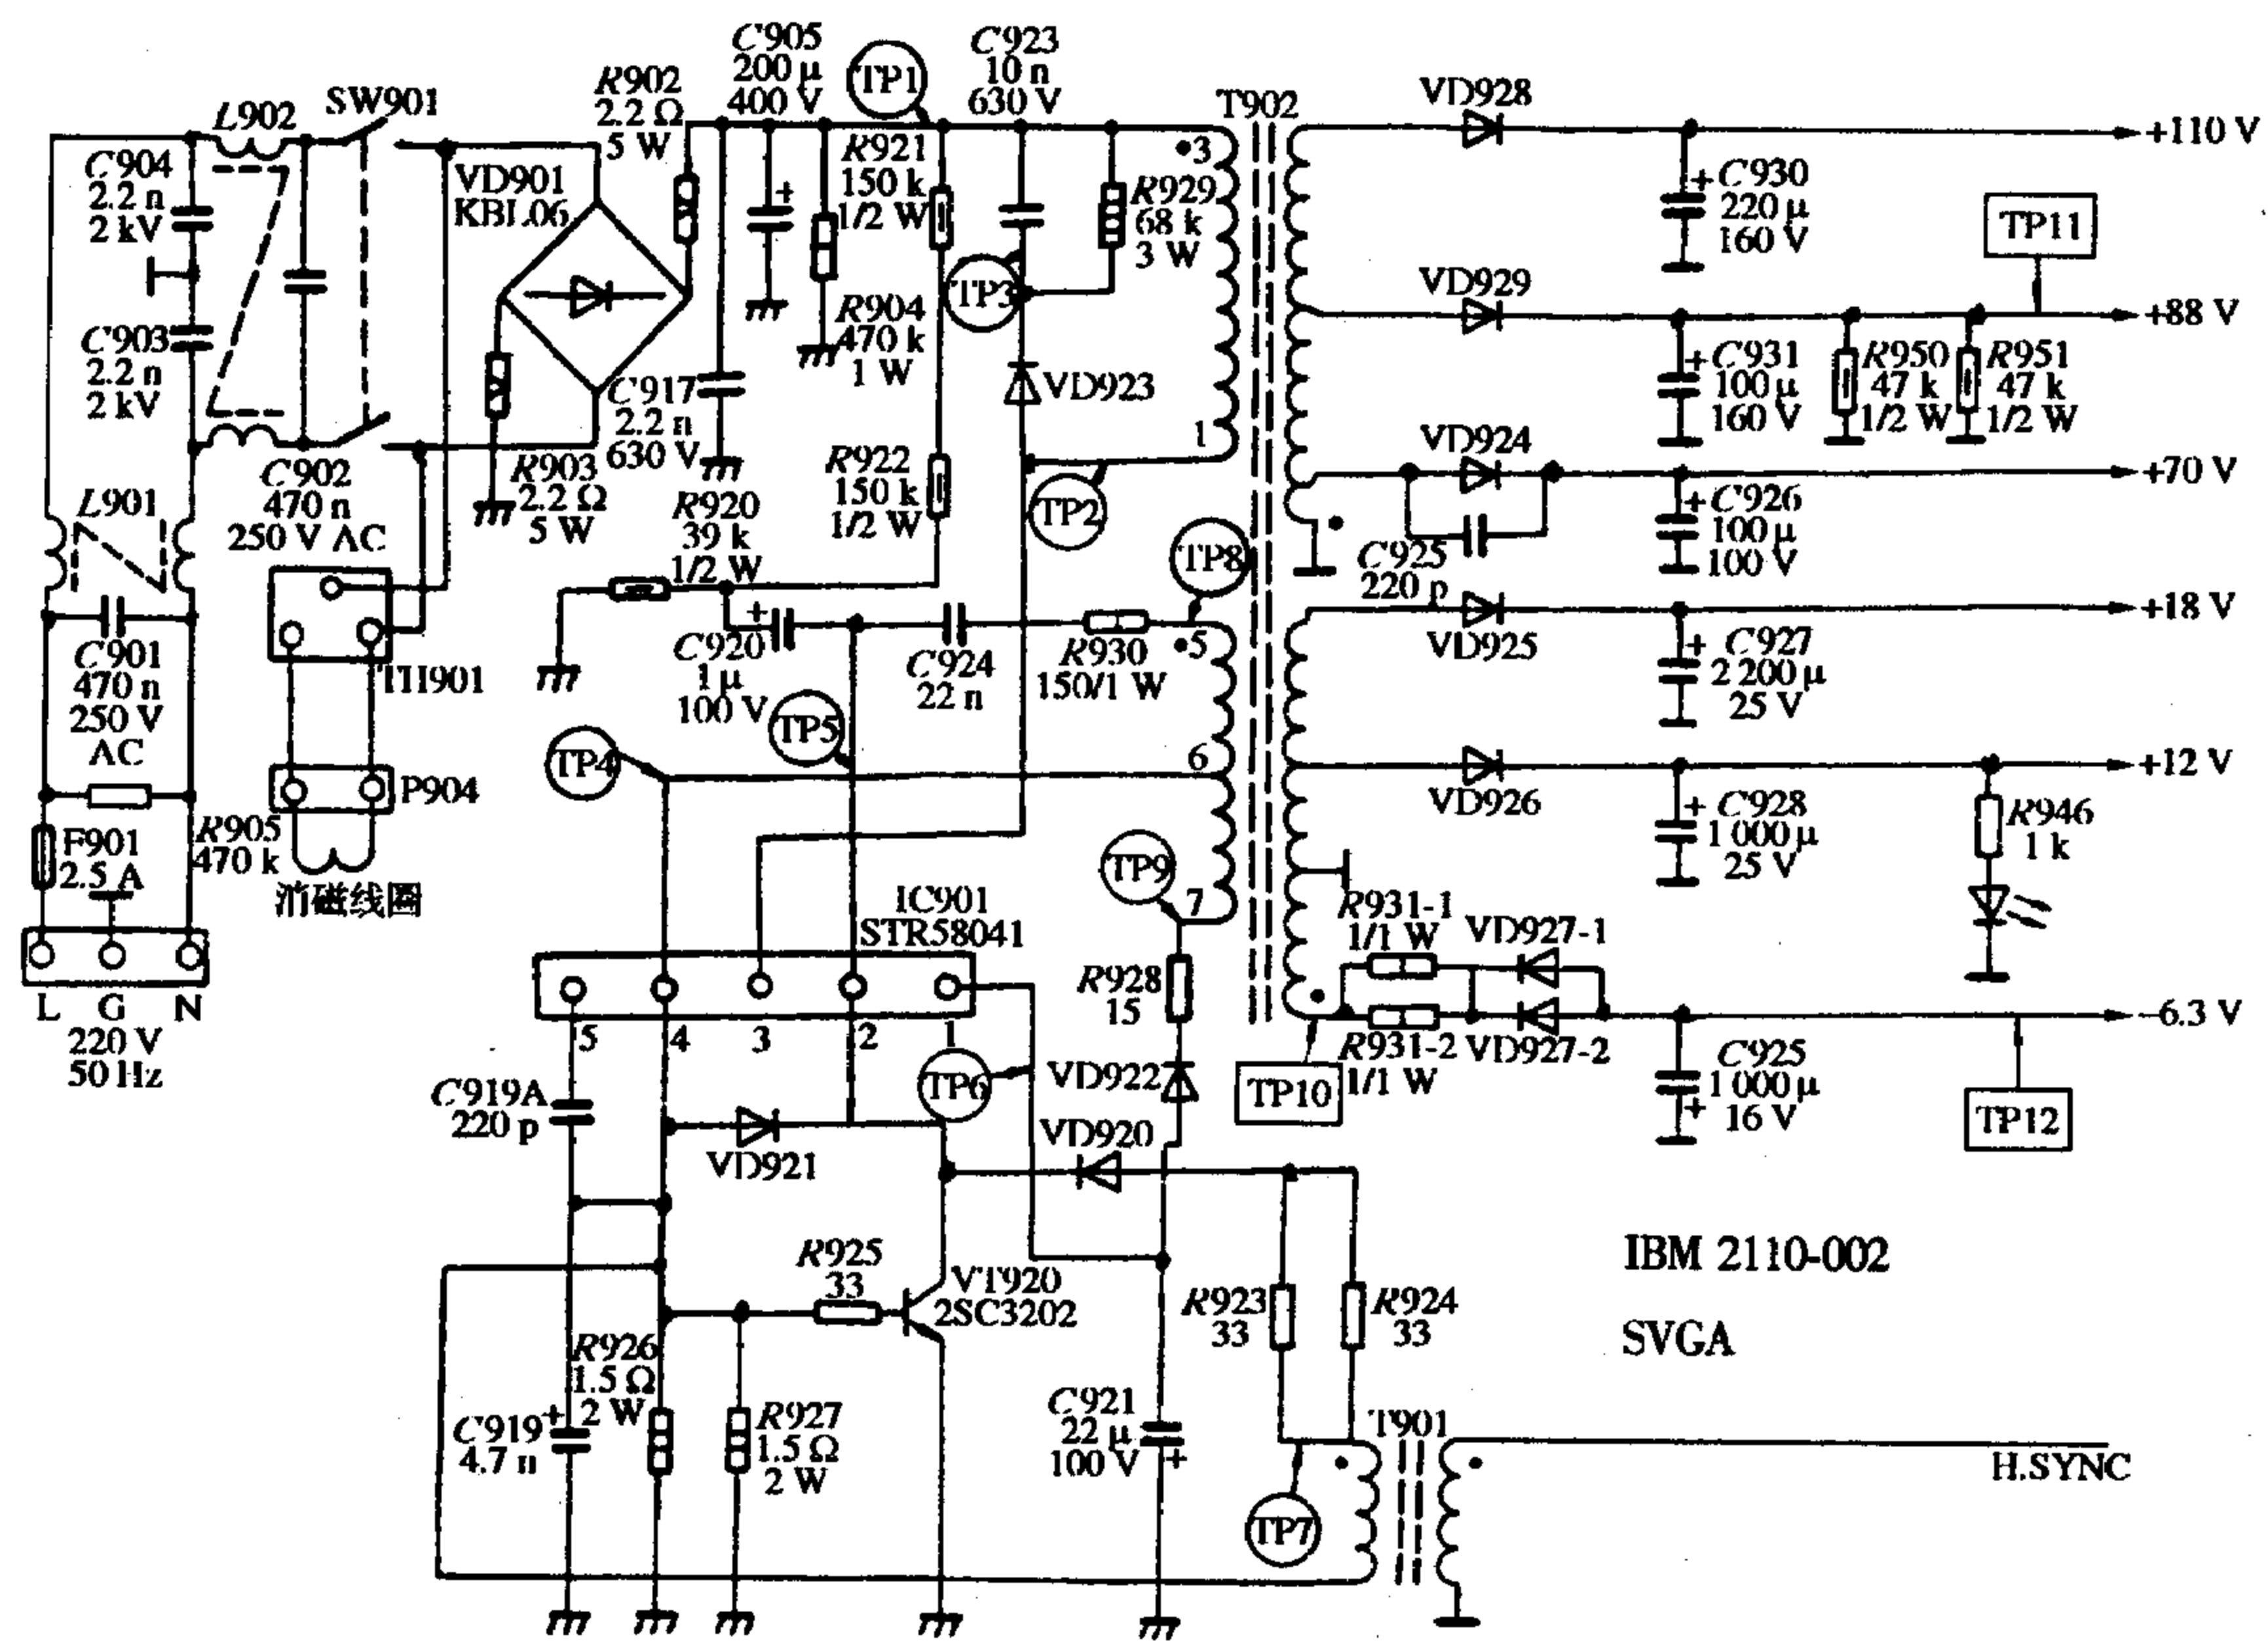 C905
200 μ
400 V
TP1
C923
10 n
630 V
R902
2.2 Ω
5 W
T902
VD928
+110 V
L902
SW901
C904
2.2 n
2 kV
VD901
KBL06
R921
150 k
1/2 W
3
R929
68 k
3 W
C930
220 μ
160 V
TP11
TP3
VD929
+88 V
C903
2.2 n
2 kV
R904
470 k
1 W
C917
2.2 n
630 V
VD923
C931
100 μ
160 V
R950
47 k
1/2 W
R951
47 k
1/2 W
1
VD924
+70 V
C902
470 n
250 V AC
R903
2.2 Ω
5 W
R922
150 k
1/2 W
L901
R920
39 k
1/2 W
TP2
TP8
C926
100 μ
100 V
C925
220 p
+18 V
VD925
C901
470 n
250 V
AC
TH901
C920
1 μ
100 V
C924
22 n
R930
150/1 W
5
C927
2 200 μ
25 V
TP5
TP4
6
+12 V
VD926
P904
C928
1 000 μ
25 V
R946
1 k
F901
2.5 A
R905
470 k
消磁线圈
TP9
7
IC901
STR58041
R931-1
1/1 W
VD927-1
R928
15
L G N
220 V
50 Hz
5 4 3 2 1
−6.3 V
R931-2
1/1 W
VD927-2
C925
1 000 μ
16 V
TP10
TP12
C919A
220 p
TP6
VD922
VD921
VD920
IBM 2110-002
SVGA
R925
33
VT920
2SC3202
R923
33
R924
33
R926
1.5 Ω
2 W
C919
4.7 n
R927
1.5 Ω
2 W
C921
22 μ
100 V
T901
H.SYNC
TP7